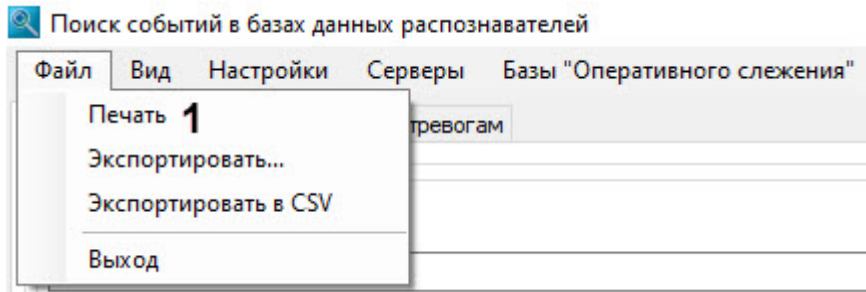 Поиск событий в базах данных распознавателей
Файл Вид Настройки Серверы Базы "Оперативного слежения"
Печать 1
тревогам
Экспортировать...
Экспортировать в CSV
Выход